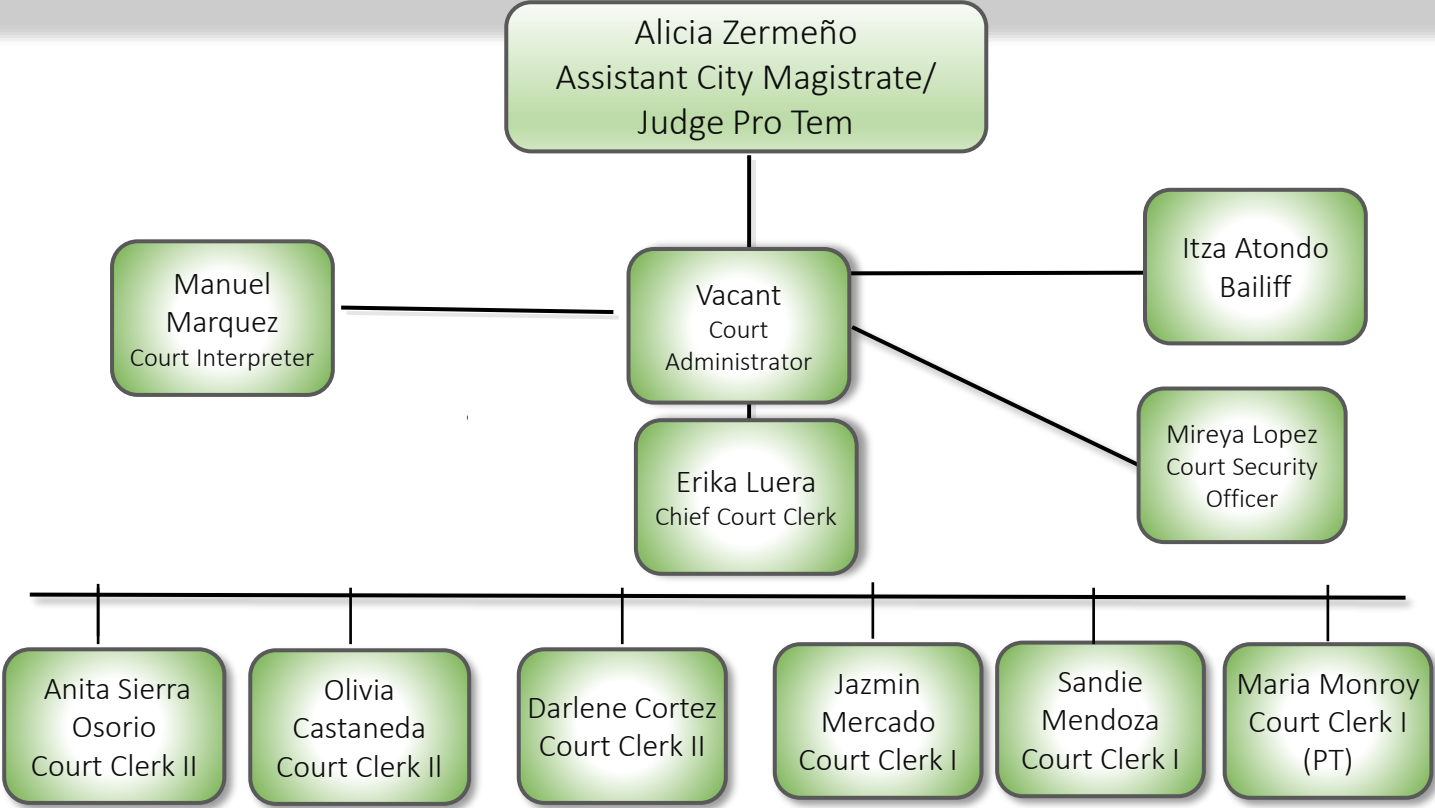 Alicia Zermeño
Assistant City Magistrate/
Judge Pro Tem
Manuel
Marquez
Court Interpreter
Vacant
Court
Administrator
Itza Atondo
Bailiff
Erika Luera
Chief Court Clerk
Mireya Lopez
Court Security
Officer
Anita Sierra
Osorio
Court Clerk II
Olivia
Castaneda
Court Clerk Il
Darlene Cortez
Court Clerk II
Jazmin
Mercado
Court Clerk I
Sandie
Mendoza
Court Clerk I
Maria Monroy
Court Clerk I
(PT)